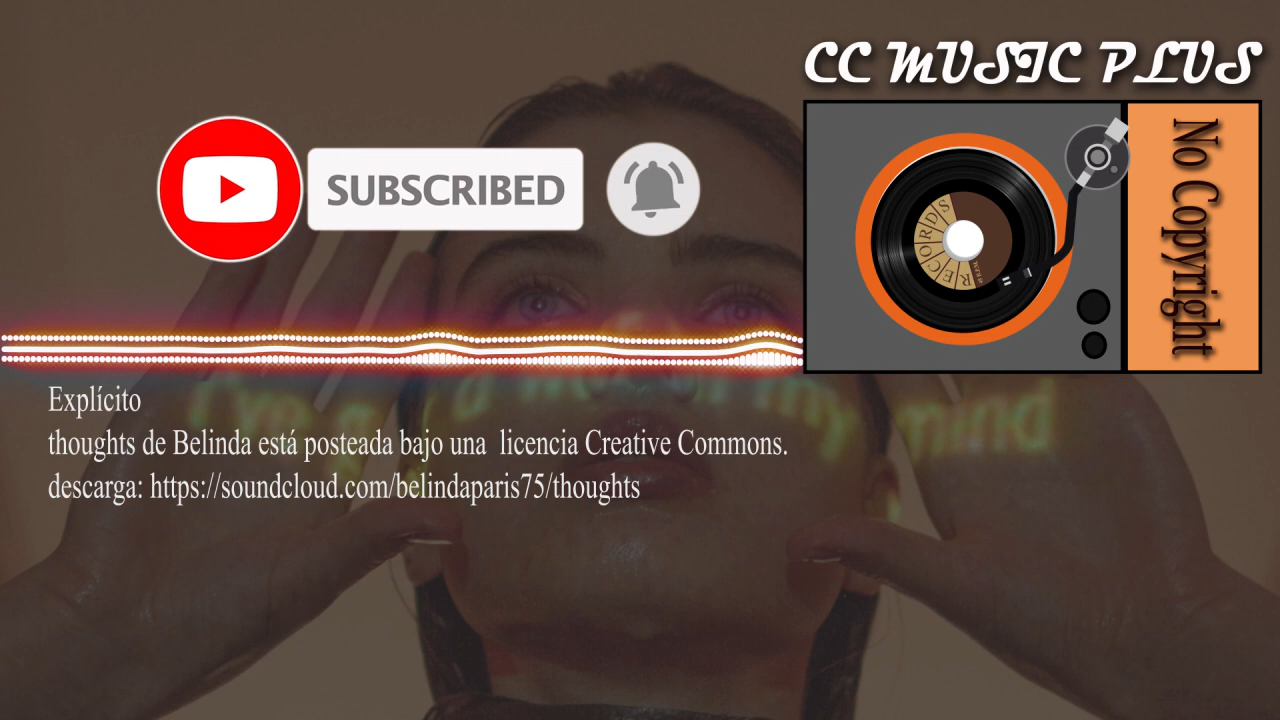 CC MUSIC PLUS
SUBSCRIBED
No Copyright
RECORDS
Explícito
thoughts de Belinda está posteada bajo una  licencia Creative Commons.
descarga: https://soundcloud.com/belindaparis75/thoughts
mind